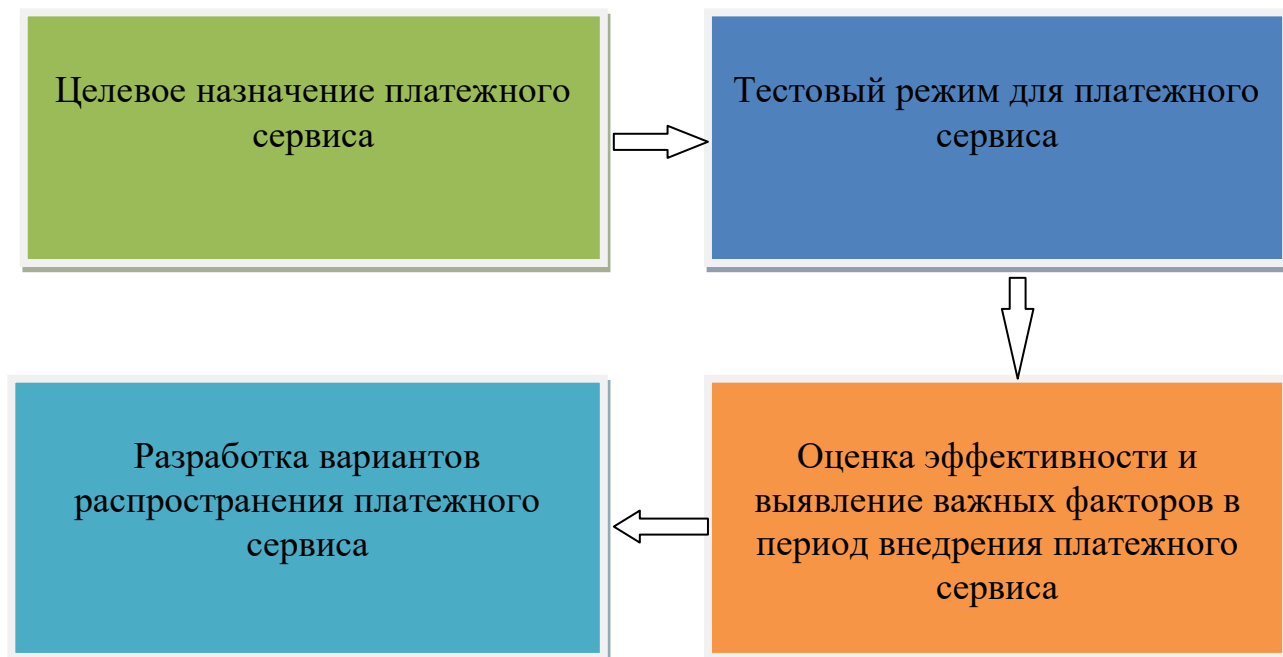 Целевое назначение платежного
сервиса
Тестовый режим для платежного
сервиса
Оценка эффективности и
выявление важных факторов в
период внедрения платежного
сервиса
Разработка вариантов
распространения платежного
сервиса